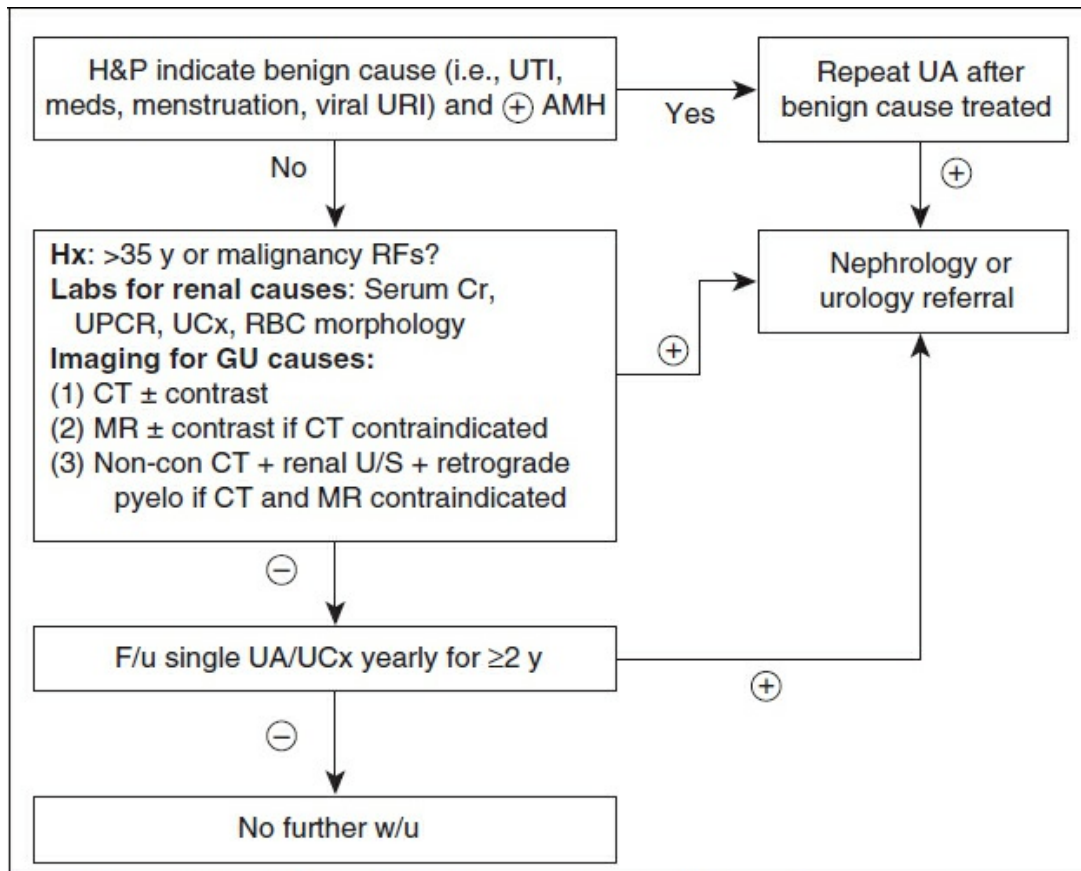 H&P indicate benign cause (i.e., UTI,
meds, menstruation, viral URI) and ⊕ AMH
Yes
Repeat UA after
benign cause treated
No
⊕
Hx: >35 y or malignancy RFs?
Labs for renal causes: Serum Cr,
UPCR, UCx, RBC morphology
Imaging for GU causes:
(1) CT ± contrast
(2) MR ± contrast if CT contraindicated
(3) Non-con CT + renal U/S + retrograde
pyelo if CT and MR contraindicated
⊕
Nephrology or
urology referral
⊖
F/u single UA/UCx yearly for ≥2 y
⊕
⊖
No further w/u